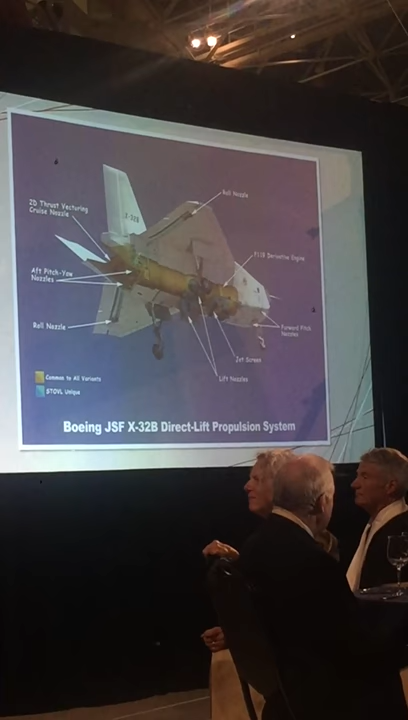 X-32B
Roll Nozzle
2D Thrust Vectoring
Cruise Nozzle
F119 Derivative Engine
Aft Pitch-Yaw
Nozzles
Roll Nozzle
Forward Pitch
Nozzles
Jet Screen
Lift Nozzles
Common to All Variants
STOVL Unique
Boeing JSF X-32B Direct-Lift Propulsion System